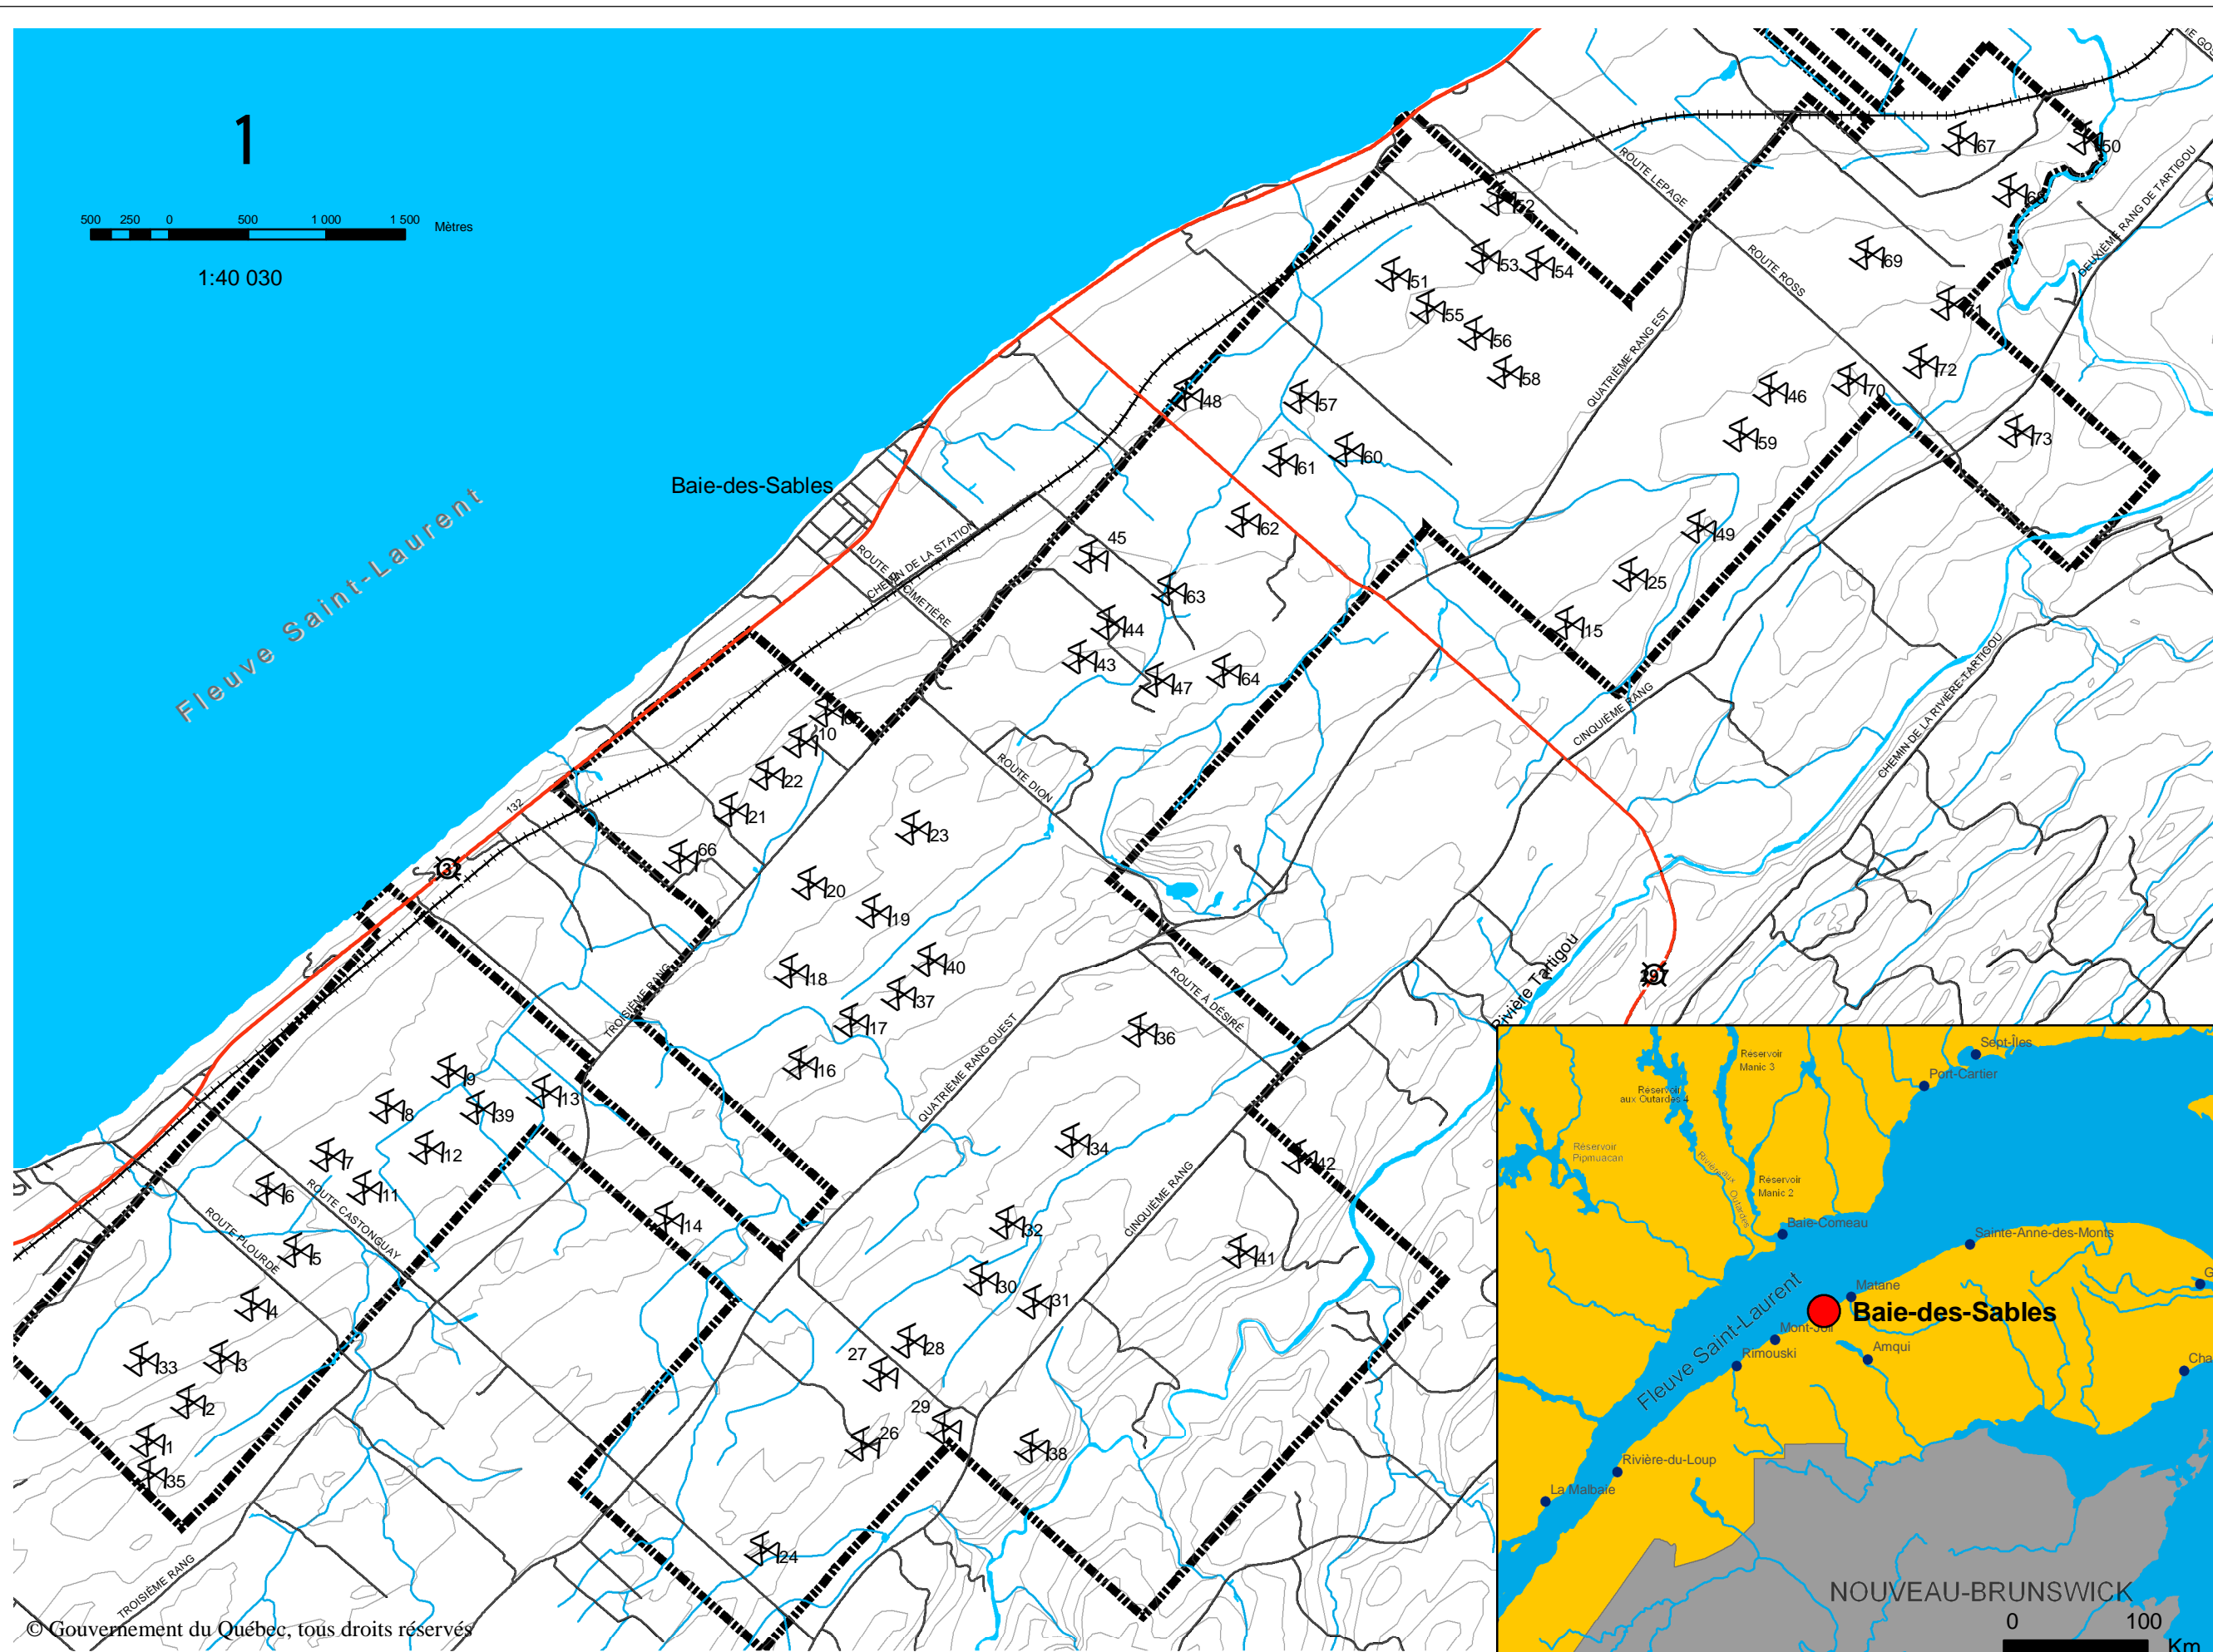 1
500 250 0 500 1 000 1 500 Mètres
1:40 030
Fleuve Saint-Laurent
Baie-des-Sables
ROUTE LEPAGE
ROUTE ROSS
DEUXIÈME RANG DE TARTIGOU
QUATRIÈME RANG EST
CHEMIN DE LA STATION
CIMETIÈRE
ROUTE DION
CINQUIÈME RANG
CHEMIN DE LA RIVIÈRE-TARTIGOU
Rivière Tartigou
132
132
297
TROISIÈME RANG
QUATRIÈME RANG OUEST
ROUTE À DÉSIRÉ
CINQUIÈME RANG
ROUTE CASTONGUAY
ROUTE PLOURDE
TROISIÈME RANG
67
50
68
52
53
54
51
55
56
58
69
71
72
48
57
46
70
59
73
61
60
62
49
45
25
63
15
44
43
47
64
65
10
22
21
23
66
20
19
18
40
37
17
36
16
9
13
8
39
12
34
7
42
11
6
14
32
5
41
30
31
4
28
27
33
3
2
29
26
38
1
35
24
© Gouvernement du Québec, tous droits réservés
Sept-Îles
Port-Cartier
Réservoir
Manic 3
Réservoir
aux Outardes 4
Réservoir
Pipmuacan
Rivière aux Outardes
Réservoir
Manic 2
Baie-Comeau
Sainte-Anne-des-Monts
Matane
Baie-des-Sables
Mont-Joli
Rimouski
Amqui
Cha
Fleuve Saint-Laurent
Rivière-du-Loup
La Malbaie
NOUVEAU-BRUNSWICK
0 100
Km